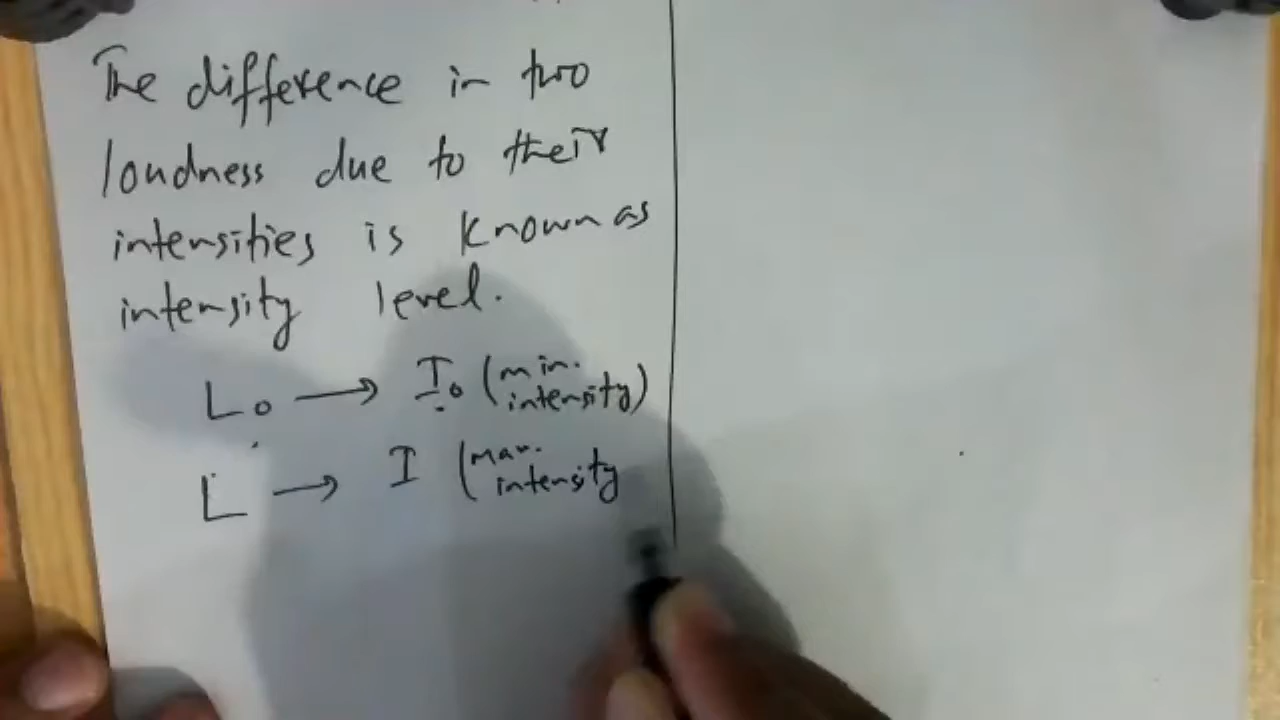 The difference in two
loudness due to their
intensities is known as
intensity level.
L₀ → I₀ (min. intensity)
L → I (max. intensity